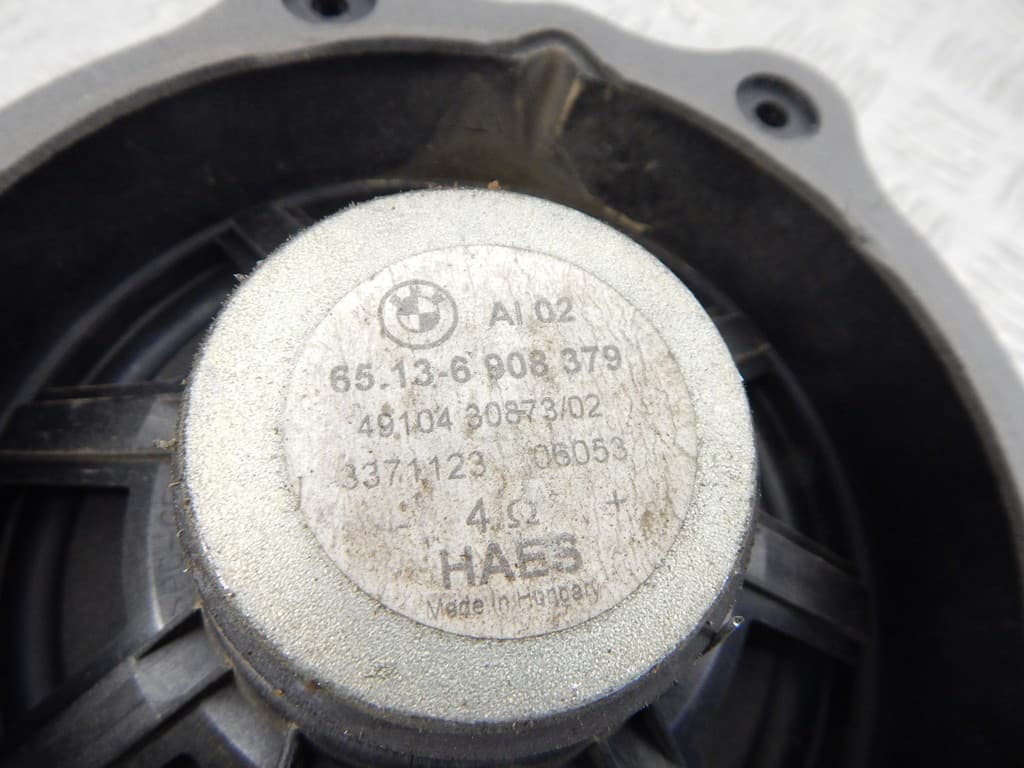 AI 02
65.13-6 908 379
49104 30873/02
3371123 06053
- 4 Ω +
HAES
Made in Hungary